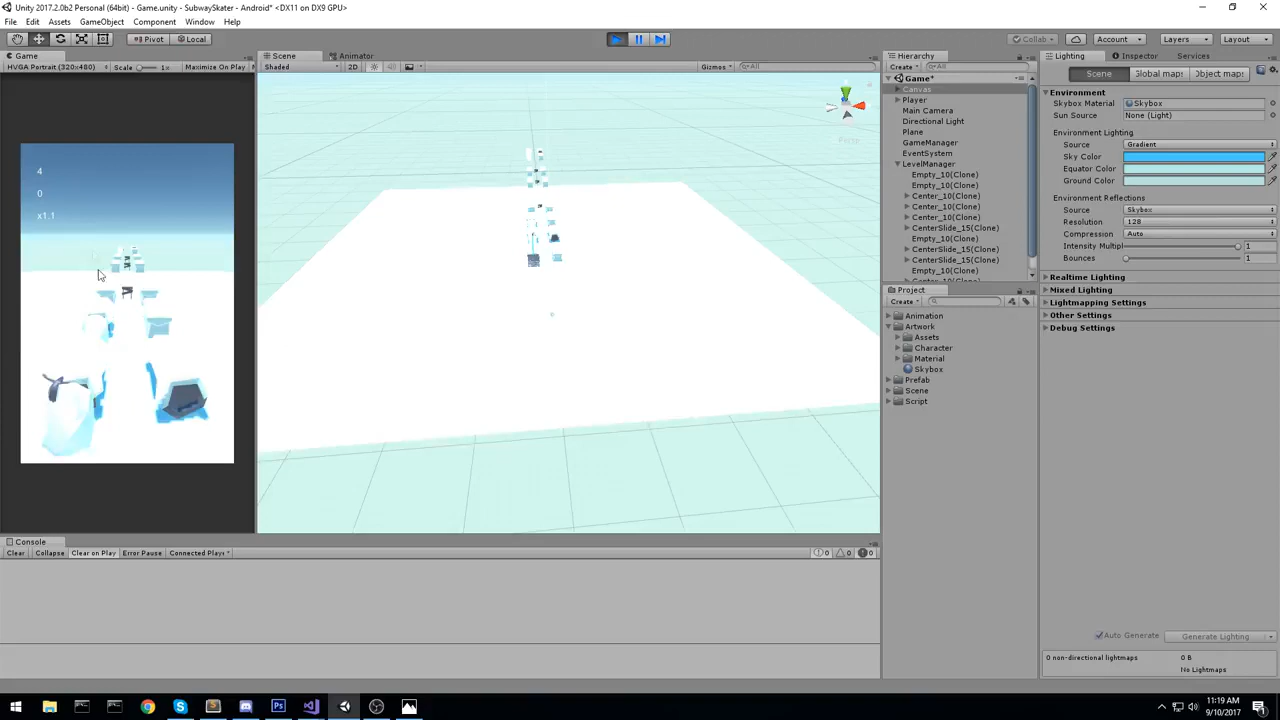 Unity 2017.2.0b2 Personal (64bit) - Game.unity - SubwaySkater - Android* <DX11 on DX9 GPU>
File Edit Assets GameObject Component Window Help
Pivot Local
Collab Account Layers Layout
Game
HVGA Portrait (320x480) Scale 1x Maximize On Play
4
0
x1.1
Scene Animator
Shaded 2D Gizmos All
Persp
Hierarchy
Create All
Game*
Canvas
Player
Main Camera
Directional Light
Plane
GameManager
EventSystem
LevelManager
Empty_10(Clone)
Empty_10(Clone)
Center_10(Clone)
Center_10(Clone)
Center_10(Clone)
CenterSlide_15(Clone)
Empty_10(Clone)
CenterSlide_15(Clone)
CenterSlide_15(Clone)
Empty_10(Clone)
Center_10(Clone)
Project
Create
Animation
Artwork
Assets
Character
Material
Skybox
Prefab
Scene
Script
Lighting Inspector Services
Scene Global maps Object maps
Environment
Skybox Material Skybox
Sun Source None (Light)
Environment Lighting
Source Gradient
Sky Color
Equator Color
Ground Color
Environment Reflections
Source Skybox
Resolution 128
Compression Auto
Intensity Multipl 1
Bounces 1
Realtime Lighting
Mixed Lighting
Lightmapping Settings
Other Settings
Debug Settings
Auto Generate Generate Lighting
0 non-directional lightmaps 0 B
No Lightmaps
Console
Clear Collapse Clear on Play Error Pause Connected Playe
0 0 0
11:19 AM
9/10/2017